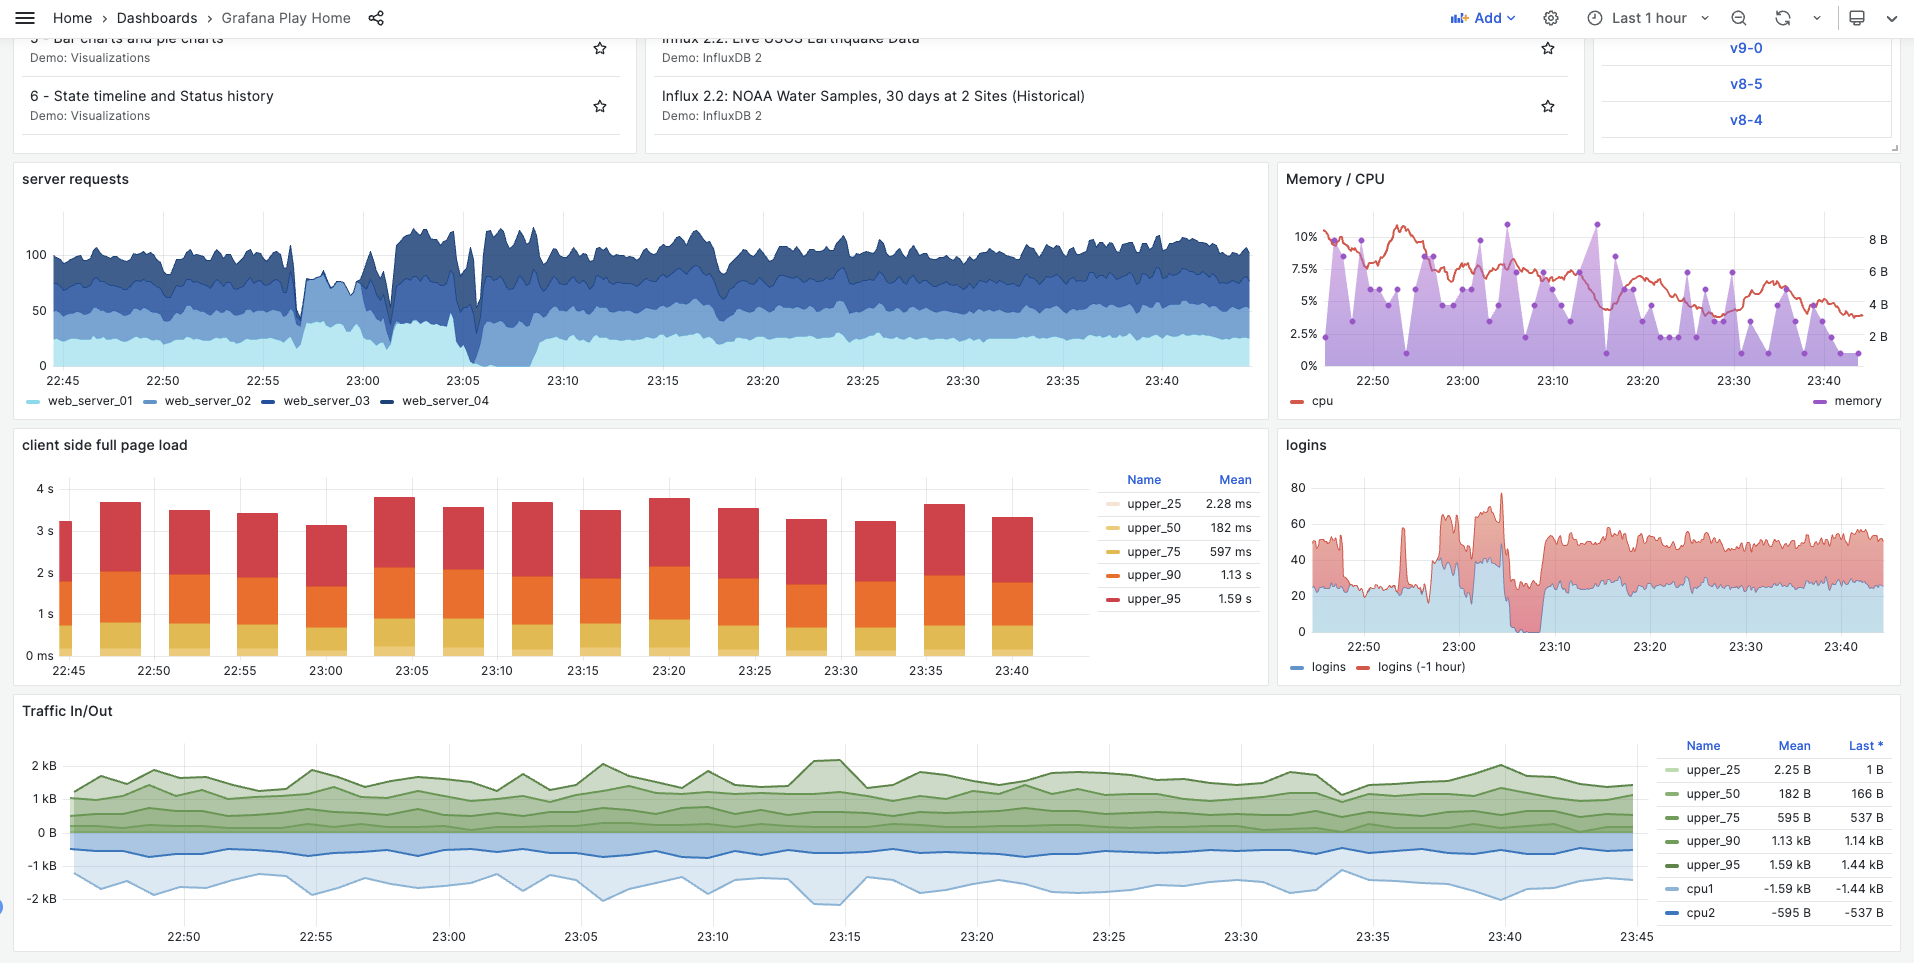 Home › Dashboards › Grafana Play Home
Add
Last 1 hour
5 - Bar charts and pie charts
Demo: Visualizations
6 - State timeline and Status history
Demo: Visualizations
Influx 2.2: Live USGS Earthquake Data
Demo: InfluxDB 2
Influx 2.2: NOAA Water Samples, 30 days at 2 Sites (Historical)
Demo: InfluxDB 2
v9-0
v8-5
v8-4
server requests
100
50
0
22:45 22:50 22:55 23:00 23:05 23:10 23:15 23:20 23:25 23:30 23:35 23:40
web_server_01 web_server_02 web_server_03 web_server_04
Memory / CPU
10%
7.5%
5%
2.5%
0%
8 B
6 B
4 B
2 B
22:50 23:00 23:10 23:20 23:30 23:40
cpu
memory
client side full page load
4 s
3 s
2 s
1 s
0 ms
22:45 22:50 22:55 23:00 23:05 23:10 23:15 23:20 23:25 23:30 23:35 23:40
Name Mean
upper_25 2.28 ms
upper_50 182 ms
upper_75 597 ms
upper_90 1.13 s
upper_95 1.59 s
logins
80
60
40
20
0
22:50 23:00 23:10 23:20 23:30 23:40
logins logins (-1 hour)
Traffic In/Out
2 kB
1 kB
0 B
-1 kB
-2 kB
22:50 22:55 23:00 23:05 23:10 23:15 23:20 23:25 23:30 23:35 23:40 23:45
Name Mean Last *
upper_25 2.25 B 1 B
upper_50 182 B 166 B
upper_75 595 B 537 B
upper_90 1.13 kB 1.14 kB
upper_95 1.59 kB 1.44 kB
cpu1 -1.59 kB -1.44 kB
cpu2 -595 B -537 B